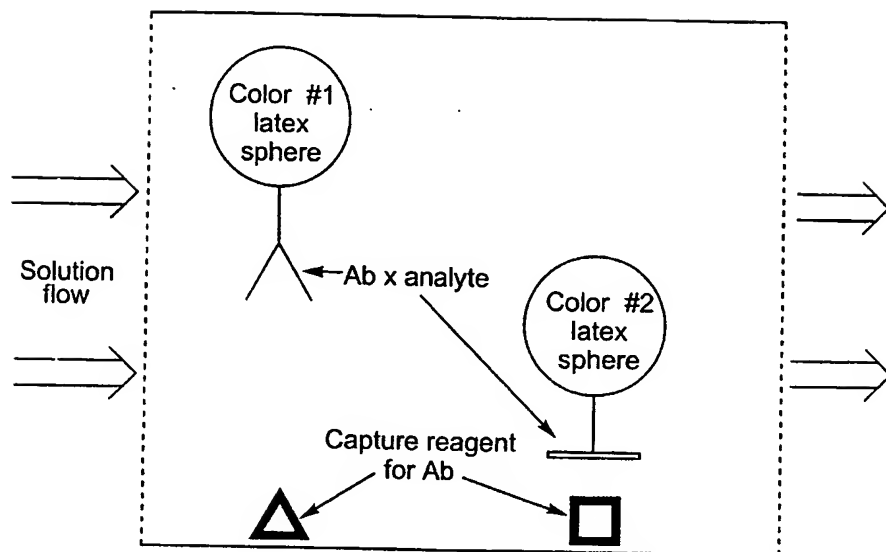 Color #1
latex
sphere
Solution
flow
Ab x analyte
Color #2
latex
sphere
Capture reagent
for Ab